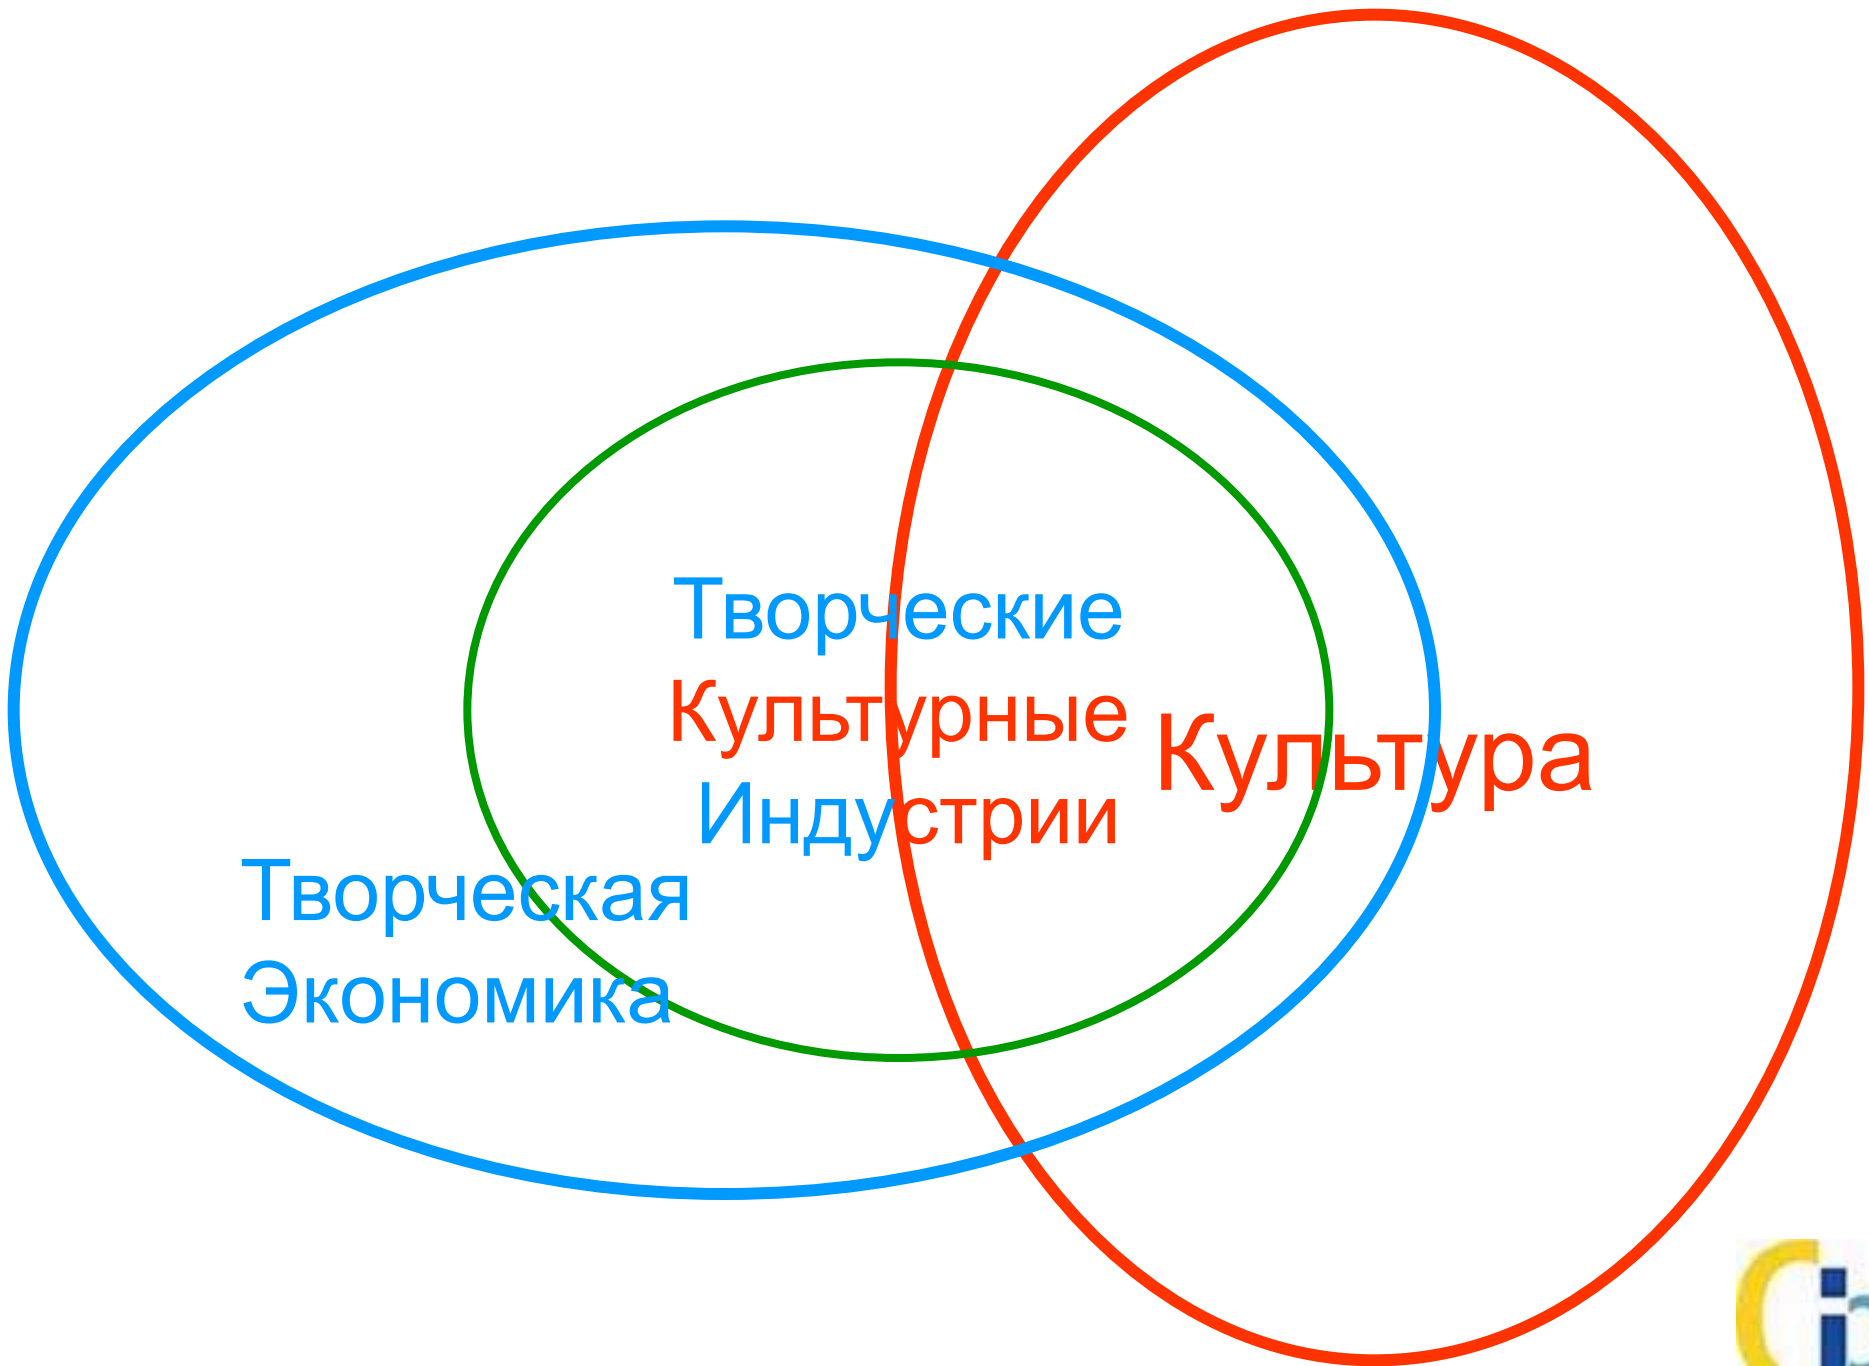 Творческие
Культурные
Индустрии
Культура
Творческая
Экономика